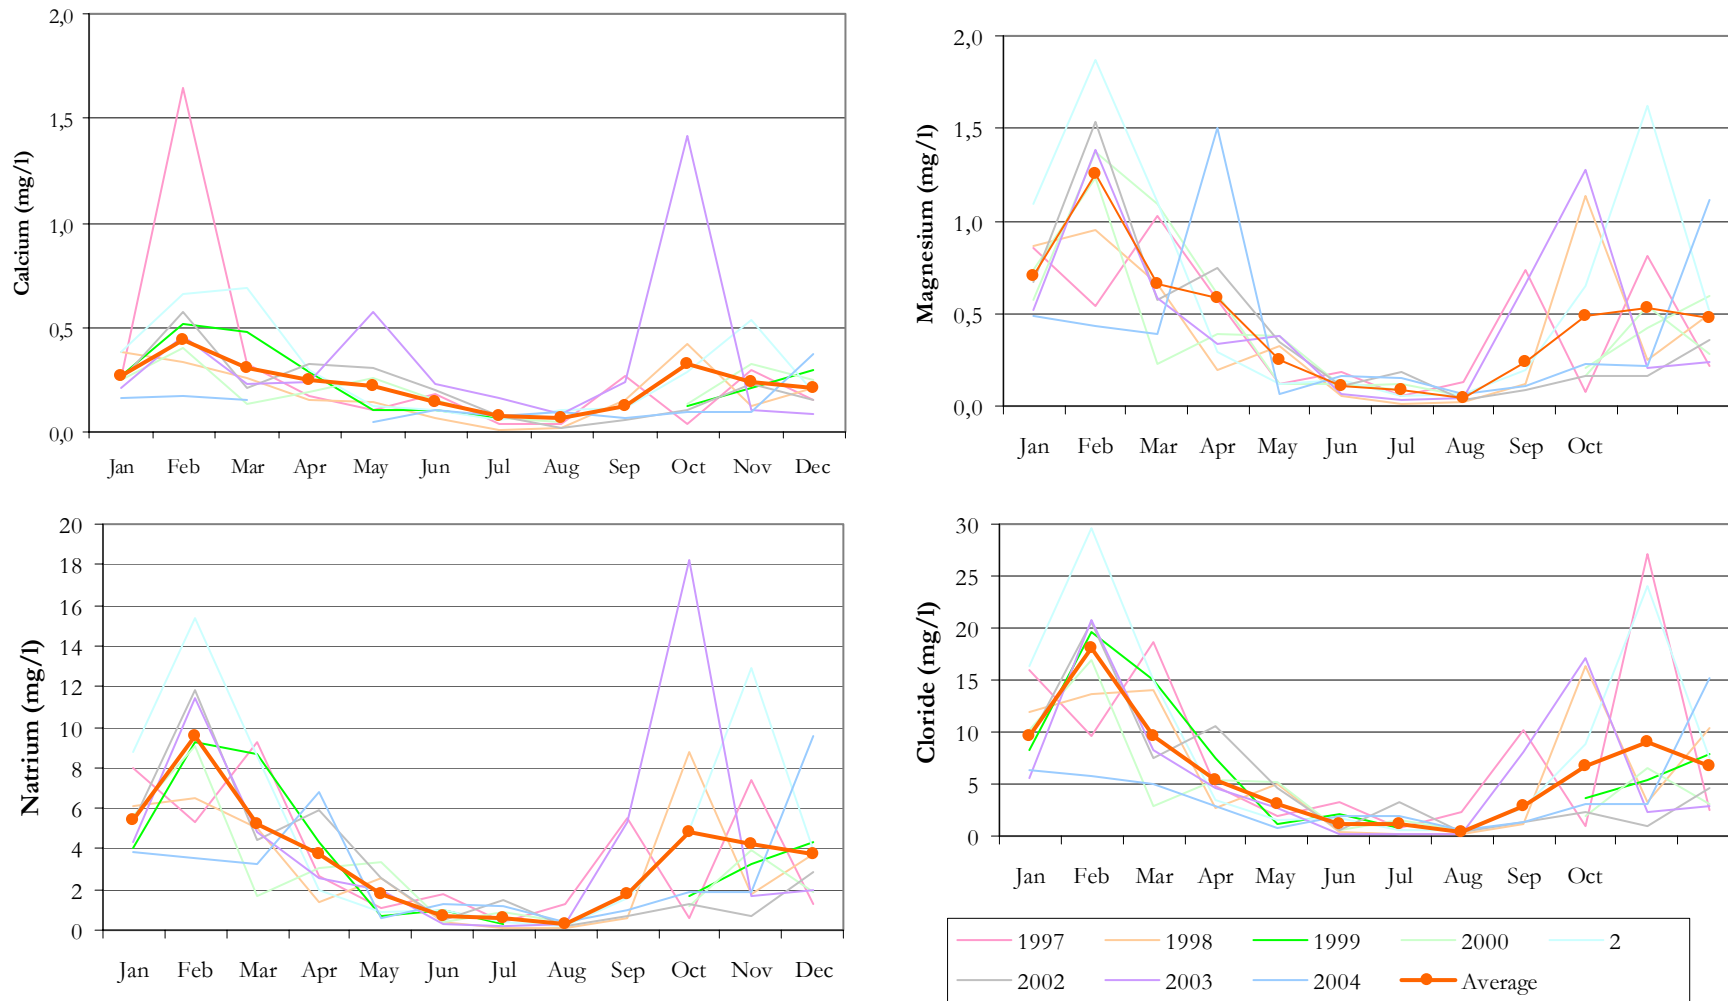 2,0
1,5
1,0
0,5
0,0
Calcium (mg/l)
Jan Feb Mar Apr May Jun Jul Aug Sep Oct Nov Dec
2,0
1,5
1,0
0,5
0,0
Magnesium (mg/l)
Jan Feb Mar Apr May Jun Jul Aug Sep Oct
20
18
16
14
12
10
8
6
4
2
0
Natrium (mg/l)
Jan Feb Mar Apr May Jun Jul Aug Sep Oct Nov Dec
30
25
20
15
10
5
0
Cloride (mg/l)
Jan Feb Mar Apr May Jun Jul Aug Sep Oct
1997 1998 1999 2000 2
2002 2003 2004 Average